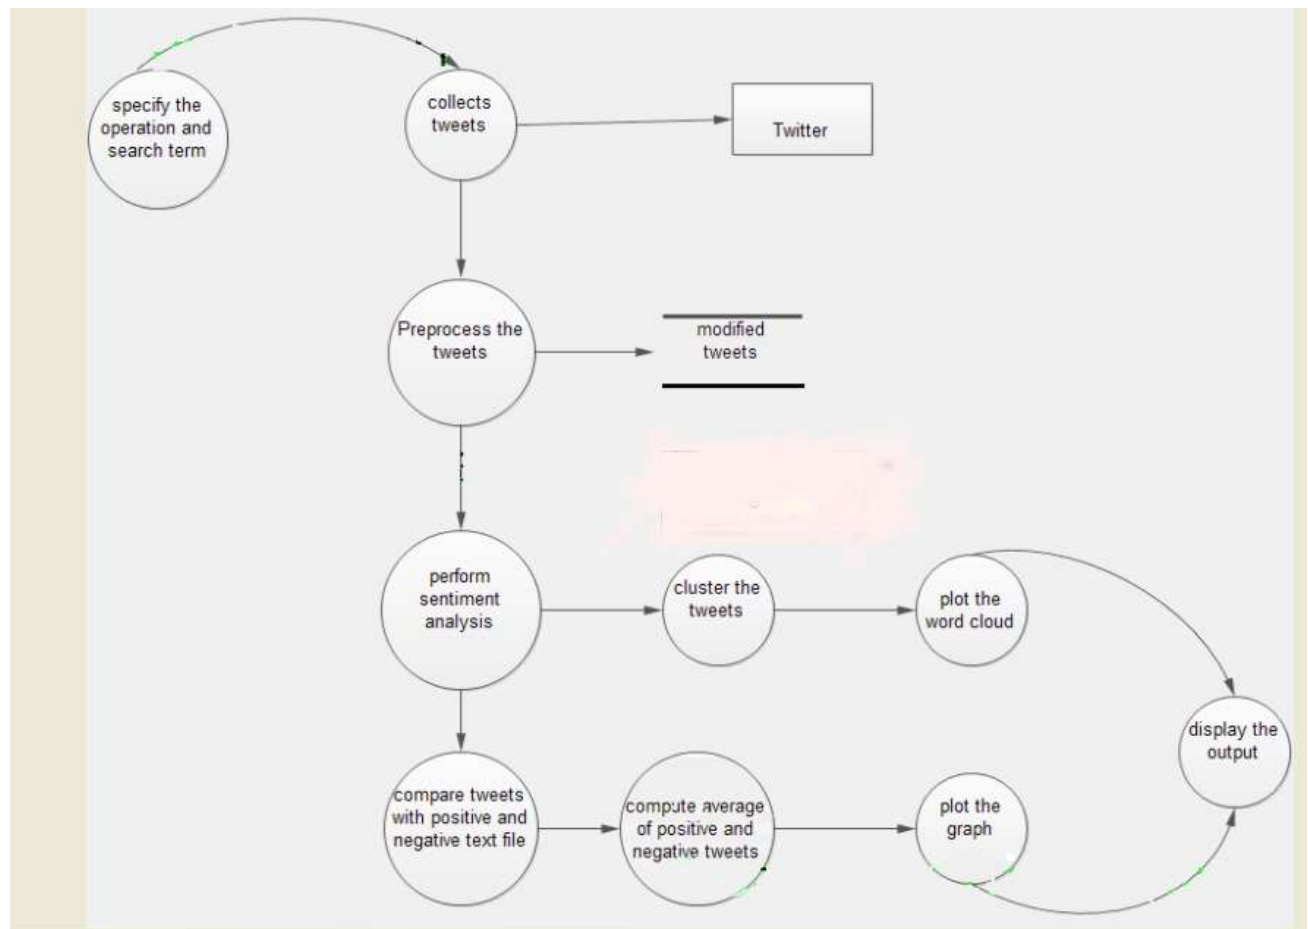 specify the
operation and
search term
collects
tweets
Twitter
Preprocess the
tweets
modified
tweets
perform
sentiment
analysis
cluster the
tweets
plot the
word cloud
display the
output
compare tweets
with positive and
negative text file
compute average
of positive and
negative tweets
plot the
graph